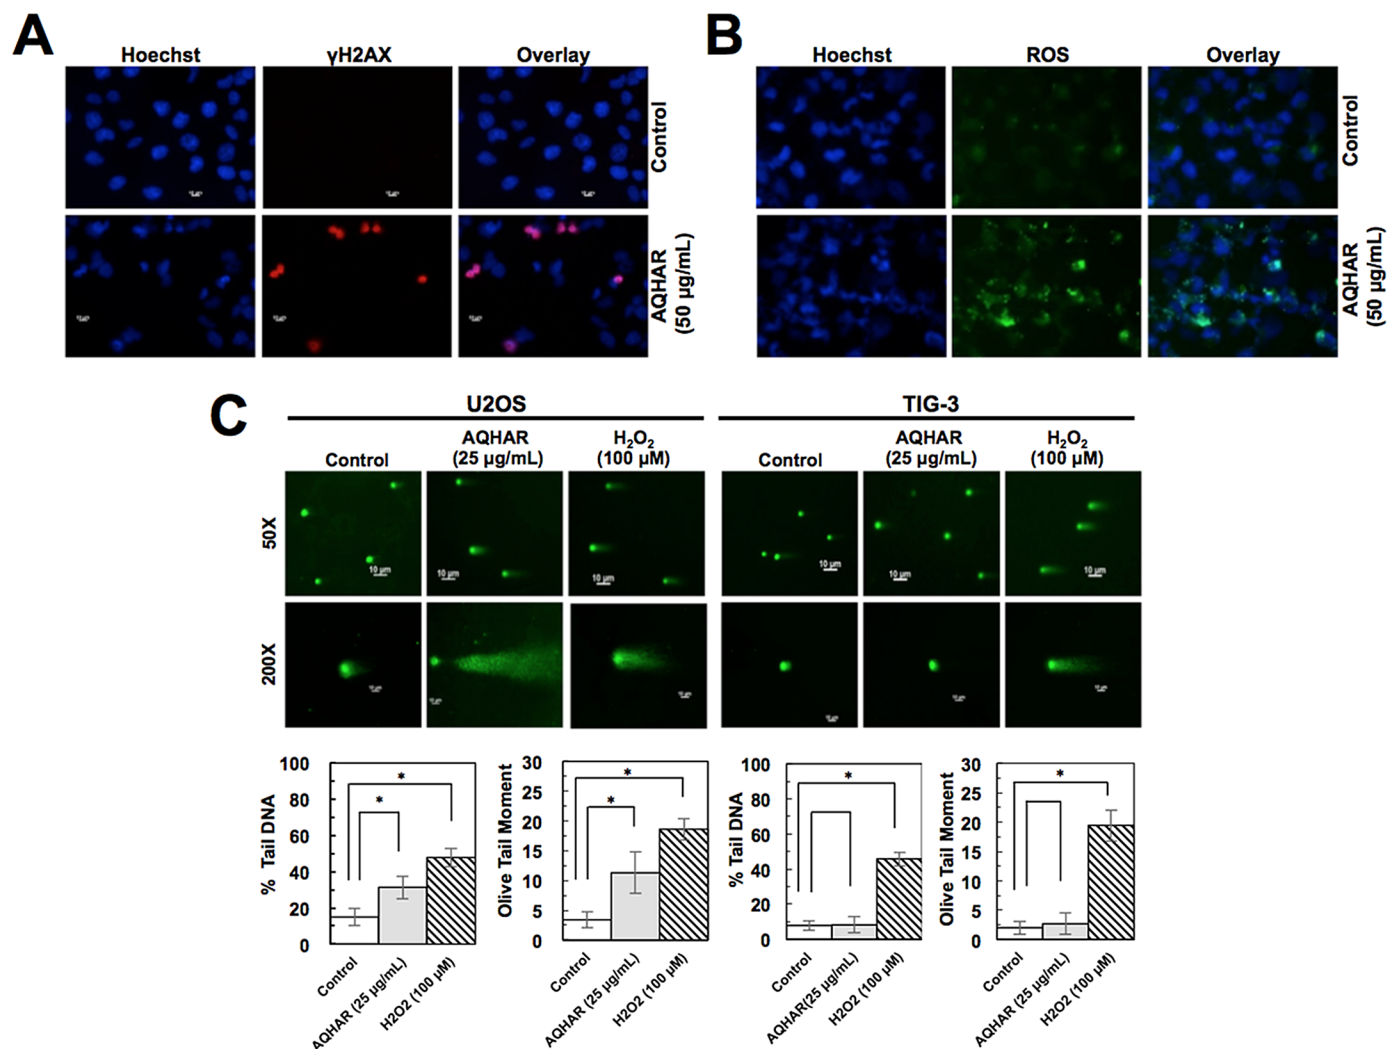 A
Hoechst
γH2AX
Overlay
Control
AQHAR
(50 µg/mL)
B
Hoechst
ROS
Overlay
Control
AQHAR
(50 µg/mL)
C
U2OS
TIG-3
Control
AQHAR
(25 µg/mL)
H2O2
(100 µM)
Control
AQHAR
(25 µg/mL)
H2O2
(100 µM)
50X
10 µm
10 µm
10 µm
10 µm
10 µm
10 µm
200X
% Tail DNA
100
80
60
40
20
0
*
*
Control
AQHAR (25 µg/mL)
H2O2 (100 µM)
Olive Tail Moment
30
25
20
15
10
5
0
*
*
Control
AQHAR (25 µg/mL)
H2O2 (100 µM)
% Tail DNA
100
80
60
40
20
0
*
Control
AQHAR(25 µg/mL)
H2O2 (100 µM)
Olive Tail Moment
30
25
20
15
10
5
0
*
Control
AQHAR (25 µg/mL)
H2O2 (100 µM)